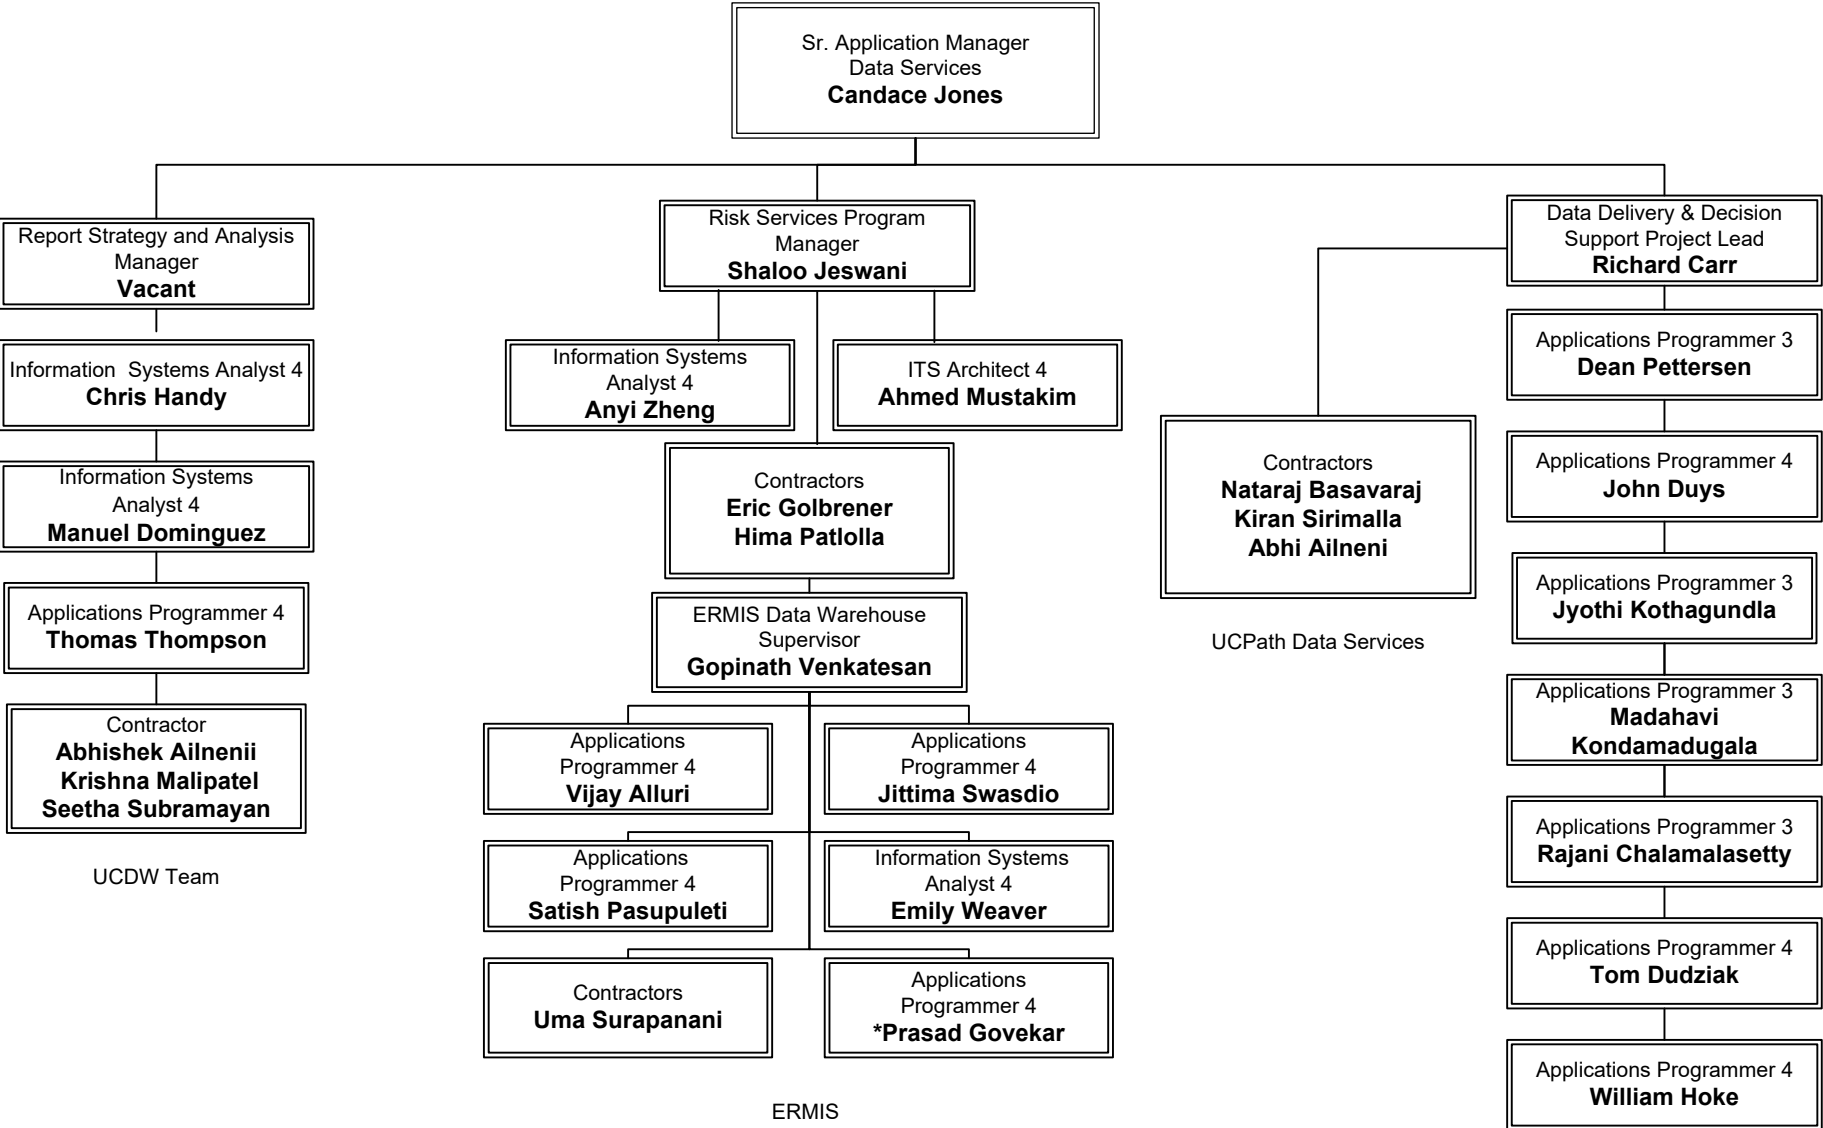 Sr. Application Manager
Data Services
Candace Jones
Report Strategy and Analysis
Manager
Vacant
Information  Systems Analyst 4
Chris Handy
Information Systems
Analyst 4
Manuel Dominguez
Applications Programmer 4
Thomas Thompson
Contractor
Abhishek Ailnenii
Krishna Malipatel
Seetha Subramayan
UCDW Team
Risk Services Program
Manager
Shaloo Jeswani
Information Systems
Analyst 4
Anyi Zheng
ITS Architect 4
Ahmed Mustakim
Contractors
Eric Golbrener
Hima Patlolla
ERMIS Data Warehouse
Supervisor
Gopinath Venkatesan
Applications
Programmer 4
Vijay Alluri
Applications
Programmer 4
Jittima Swasdio
Applications
Programmer 4
Satish Pasupuleti
Information Systems
Analyst 4
Emily Weaver
Contractors
Uma Surapanani
Applications
Programmer 4
*Prasad Govekar
ERMIS
Data Delivery & Decision
Support Project Lead
Richard Carr
Contractors
Nataraj Basavaraj
Kiran Sirimalla
Abhi Ailneni
UCPath Data Services
Applications Programmer 3
Dean Pettersen
Applications Programmer 4
John Duys
Applications Programmer 3
Jyothi Kothagundla
Applications Programmer 3
Madahavi
Kondamadugala
Applications Programmer 3
Rajani Chalamalasetty
Applications Programmer 4
Tom Dudziak
Applications Programmer 4
William Hoke